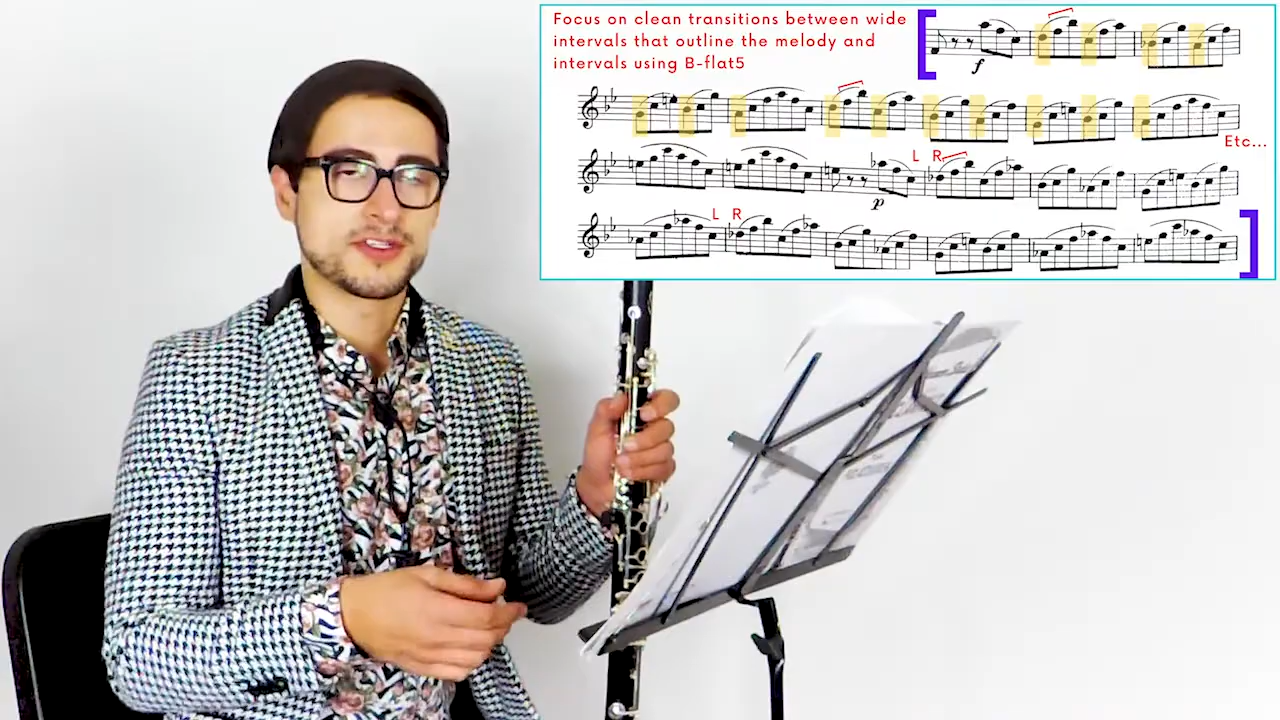 Focus on clean transitions between wide
intervals that outline the melody and
intervals using B-flat5
f
Etc...
L R
p
L R